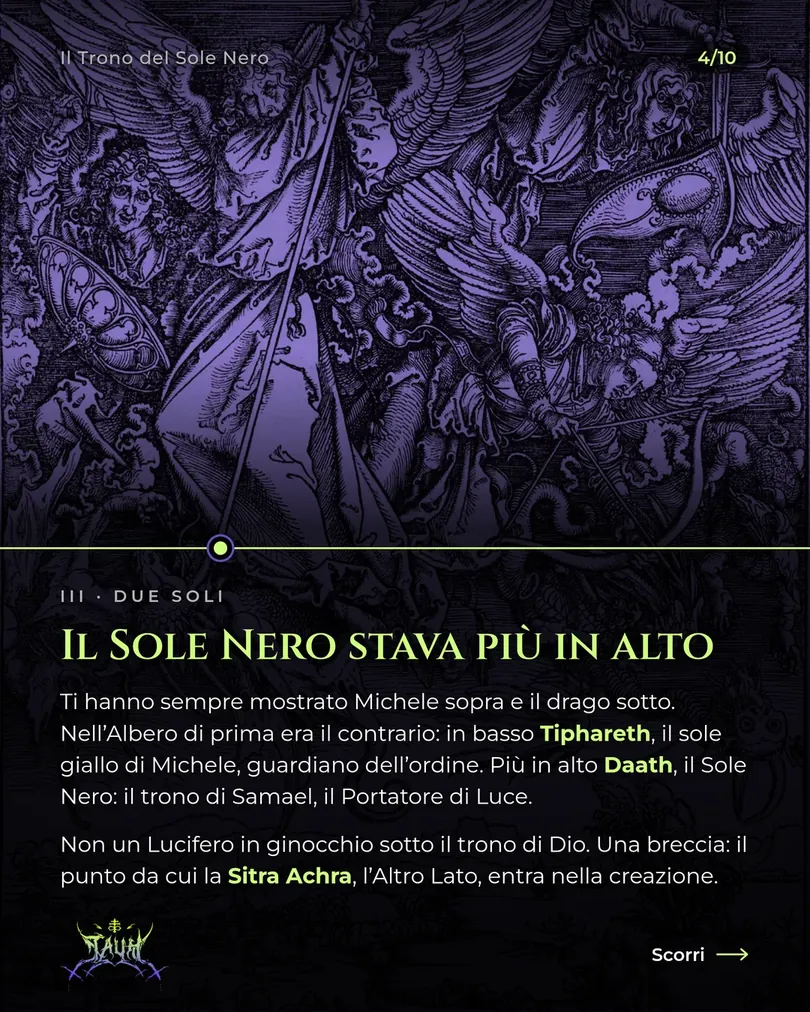 Il Trono del Sole Nero
4/10
III · DUE SOLI
Il Sole Nero stava più in alto
Ti hanno sempre mostrato Michele sopra e il drago sotto.
Nell’Albero di prima era il contrario: in basso Tiphareth, il sole
giallo di Michele, guardiano dell’ordine. Più in alto Daath, il Sole
Nero: il trono di Samael, il Portatore di Luce.
Non un Lucifero in ginocchio sotto il trono di Dio. Una breccia: il
punto da cui la Sitra Achra, l’Altro Lato, entra nella creazione.
Scorri